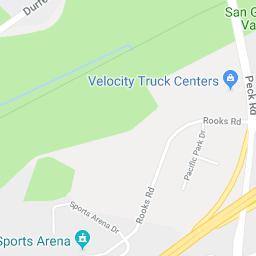 Durfe
San G
Va
Velocity Truck Centers
Peck Rd
Rooks Rd
Pacific Park Dr
Rooks Rd
Sports Arena Dr
Sports Arena